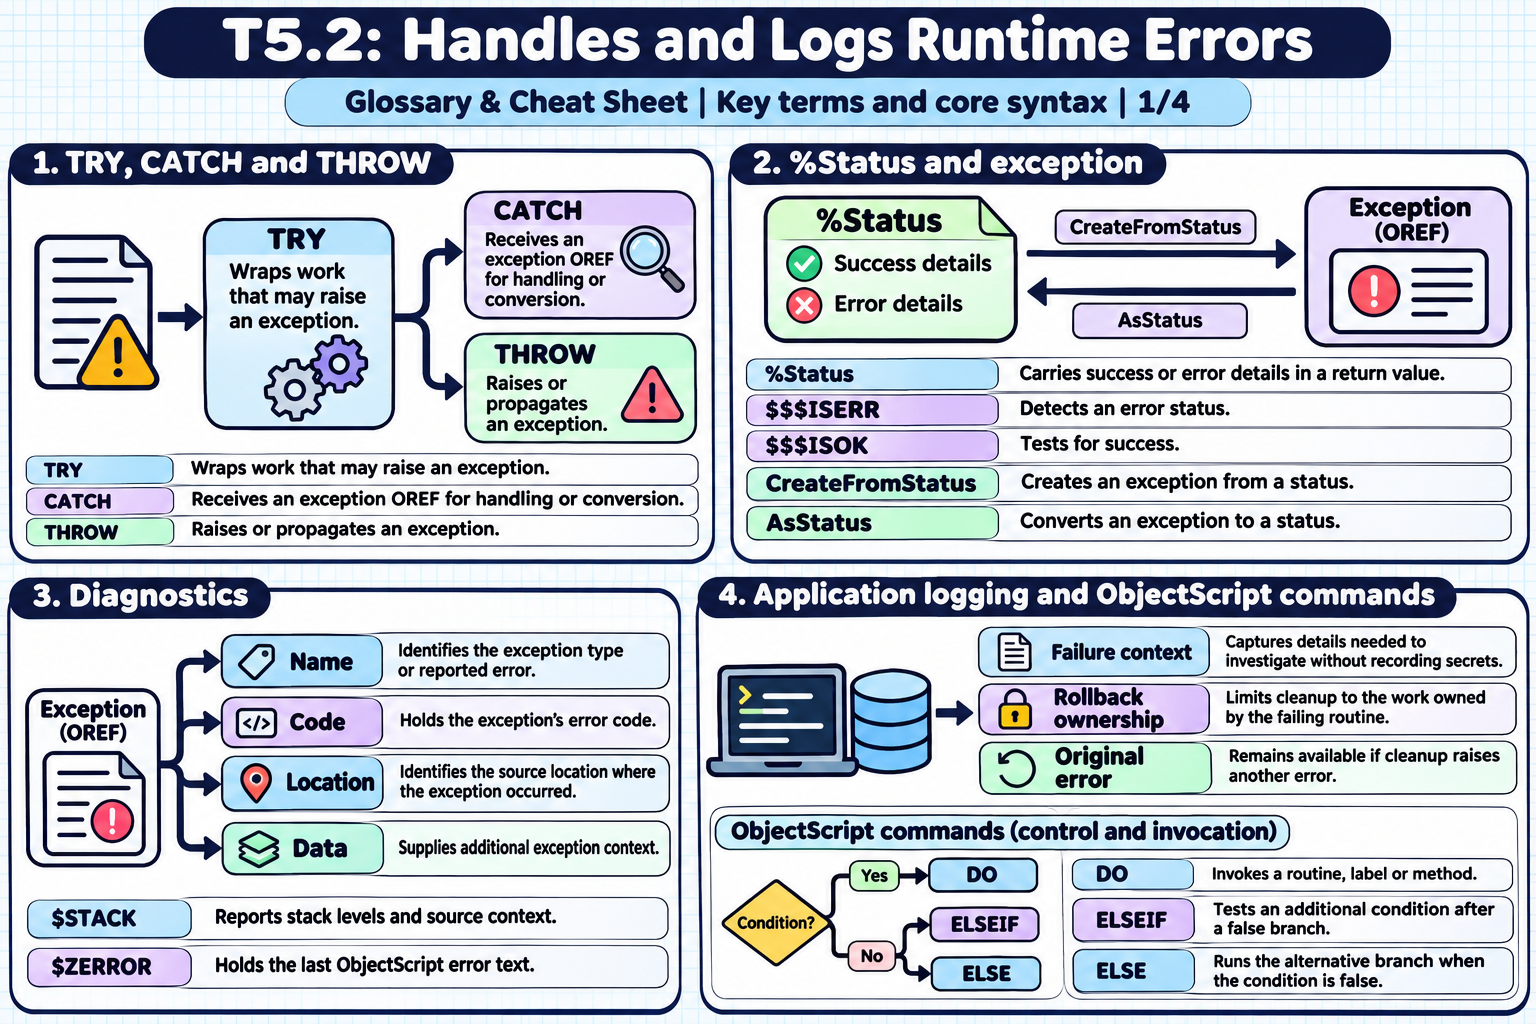 T5.2: Handles and Logs Runtime Errors
Glossary & Cheat Sheet | Key terms and core syntax | 1/4
1. TRY, CATCH and THROW
TRY
Wraps work
that may raise
an exception.
CATCH
Receives an
exception OREF
for handling or
conversion.
THROW
Raises or
propagates
an exception.
TRY
Wraps work that may raise an exception.
CATCH
Receives an exception OREF for handling or conversion.
THROW
Raises or propagates an exception.
2. %Status and exception
%Status
Success details
Error details
CreateFromStatus
AsStatus
Exception
(OREF)
%Status
Carries success or error details in a return value.
$$$ISERR
Detects an error status.
$$$ISOK
Tests for success.
CreateFromStatus
Creates an exception from a status.
AsStatus
Converts an exception to a status.
3. Diagnostics
Exception
(OREF)
Name
Identifies the exception type
or reported error.
Code
Holds the exception's error code.
Location
Identifies the source location where
the exception occurred.
Data
Supplies additional exception context.
$STACK
Reports stack levels and source context.
$ZERROR
Holds the last ObjectScript error text.
4. Application logging and ObjectScript commands
Failure context
Captures details needed to
investigate without recording secrets.
Rollback
ownership
Limits cleanup to the work owned
by the failing routine.
Original
error
Remains available if cleanup raises
another error.
ObjectScript commands (control and invocation)
Condition?
Yes
DO
No
ELSEIF
ELSE
DO
Invokes a routine, label or method.
ELSEIF
Tests an additional condition after
a false branch.
ELSE
Runs the alternative branch when
the condition is false.